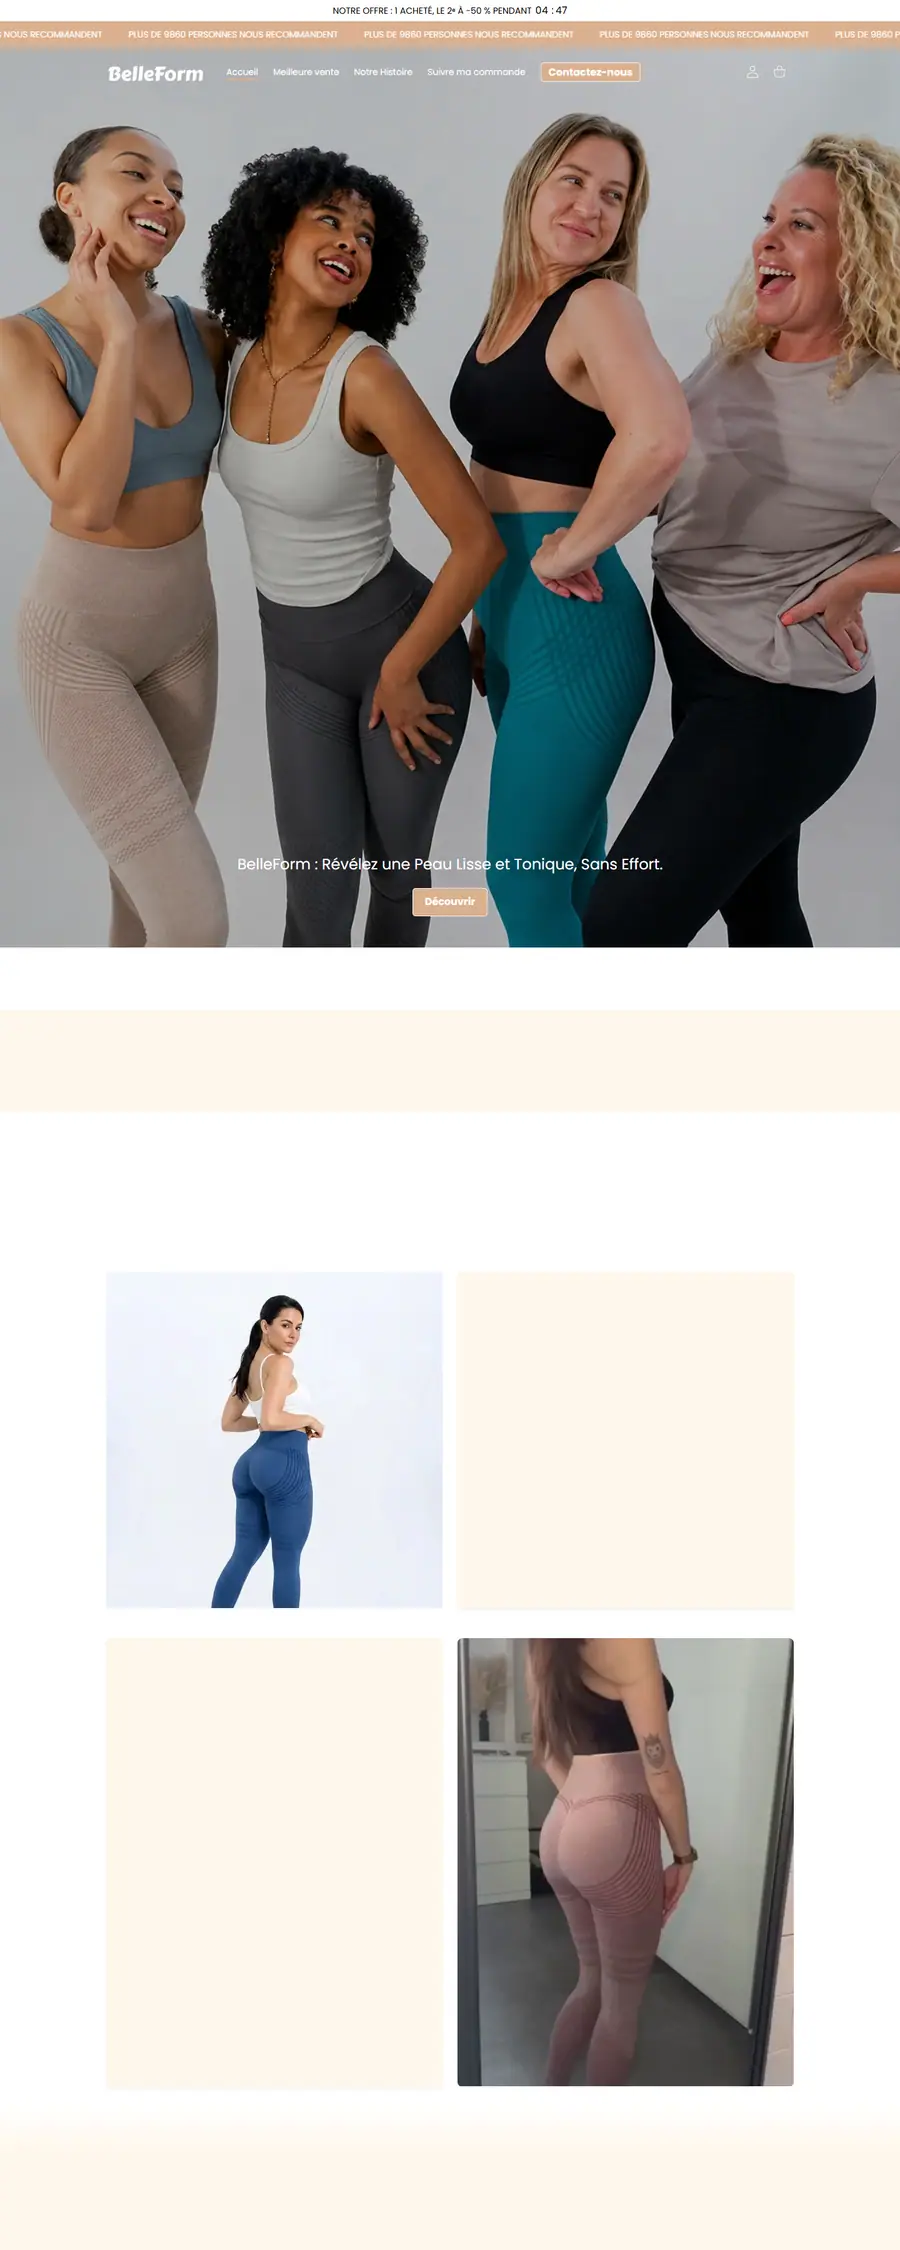 NOTRE OFFRE : 1 ACHETÉ, LE 2ᵉ À -50 % PENDANT 04 : 47
NOUS RECOMMANDENT PLUS DE 9860 PERSONNES NOUS RECOMMANDENT PLUS DE 9860 PERSONNES NOUS RECOMMANDENT PLUS DE 9860 PERSONNES NOUS RECOMMANDENT PLUS DE 9860
BelleForm Accueil Meilleure vente Notre Histoire Suivre ma commande Contactez-nous
BelleForm : Révélez une Peau Lisse et Tonique, Sans Effort.
Découvrir